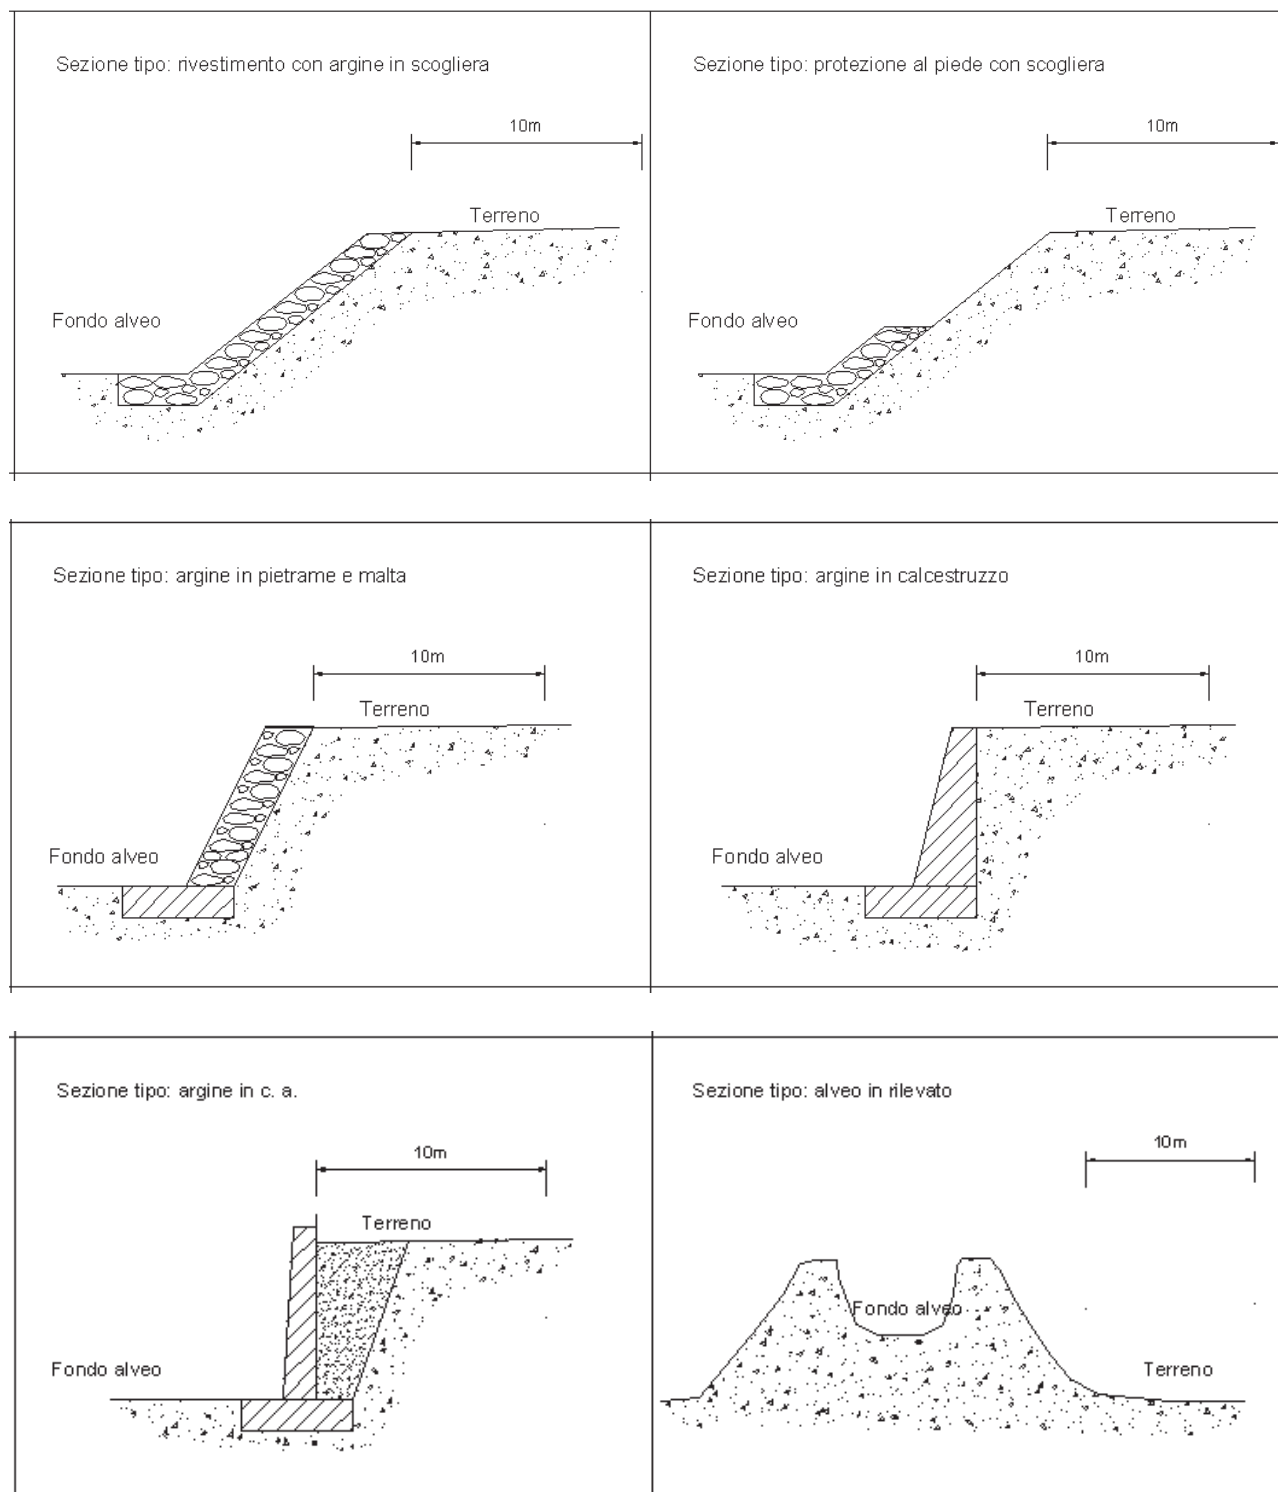 Sezione tipo: rivestimento con argine in scogliera
10m
Terreno
Fondo alveo
Sezione tipo: protezione al piede con scogliera
10m
Terreno
Fondo alveo
Sezione tipo: argine in pietrame e malta
10m
Terreno
Fondo alveo
Sezione tipo: argine in calcestruzzo
10m
Terreno
Fondo alveo
Sezione tipo: argine in c. a.
10m
Terreno
Fondo alveo
Sezione tipo: alveo in rilevato
10m
Fondo alveo
Terreno